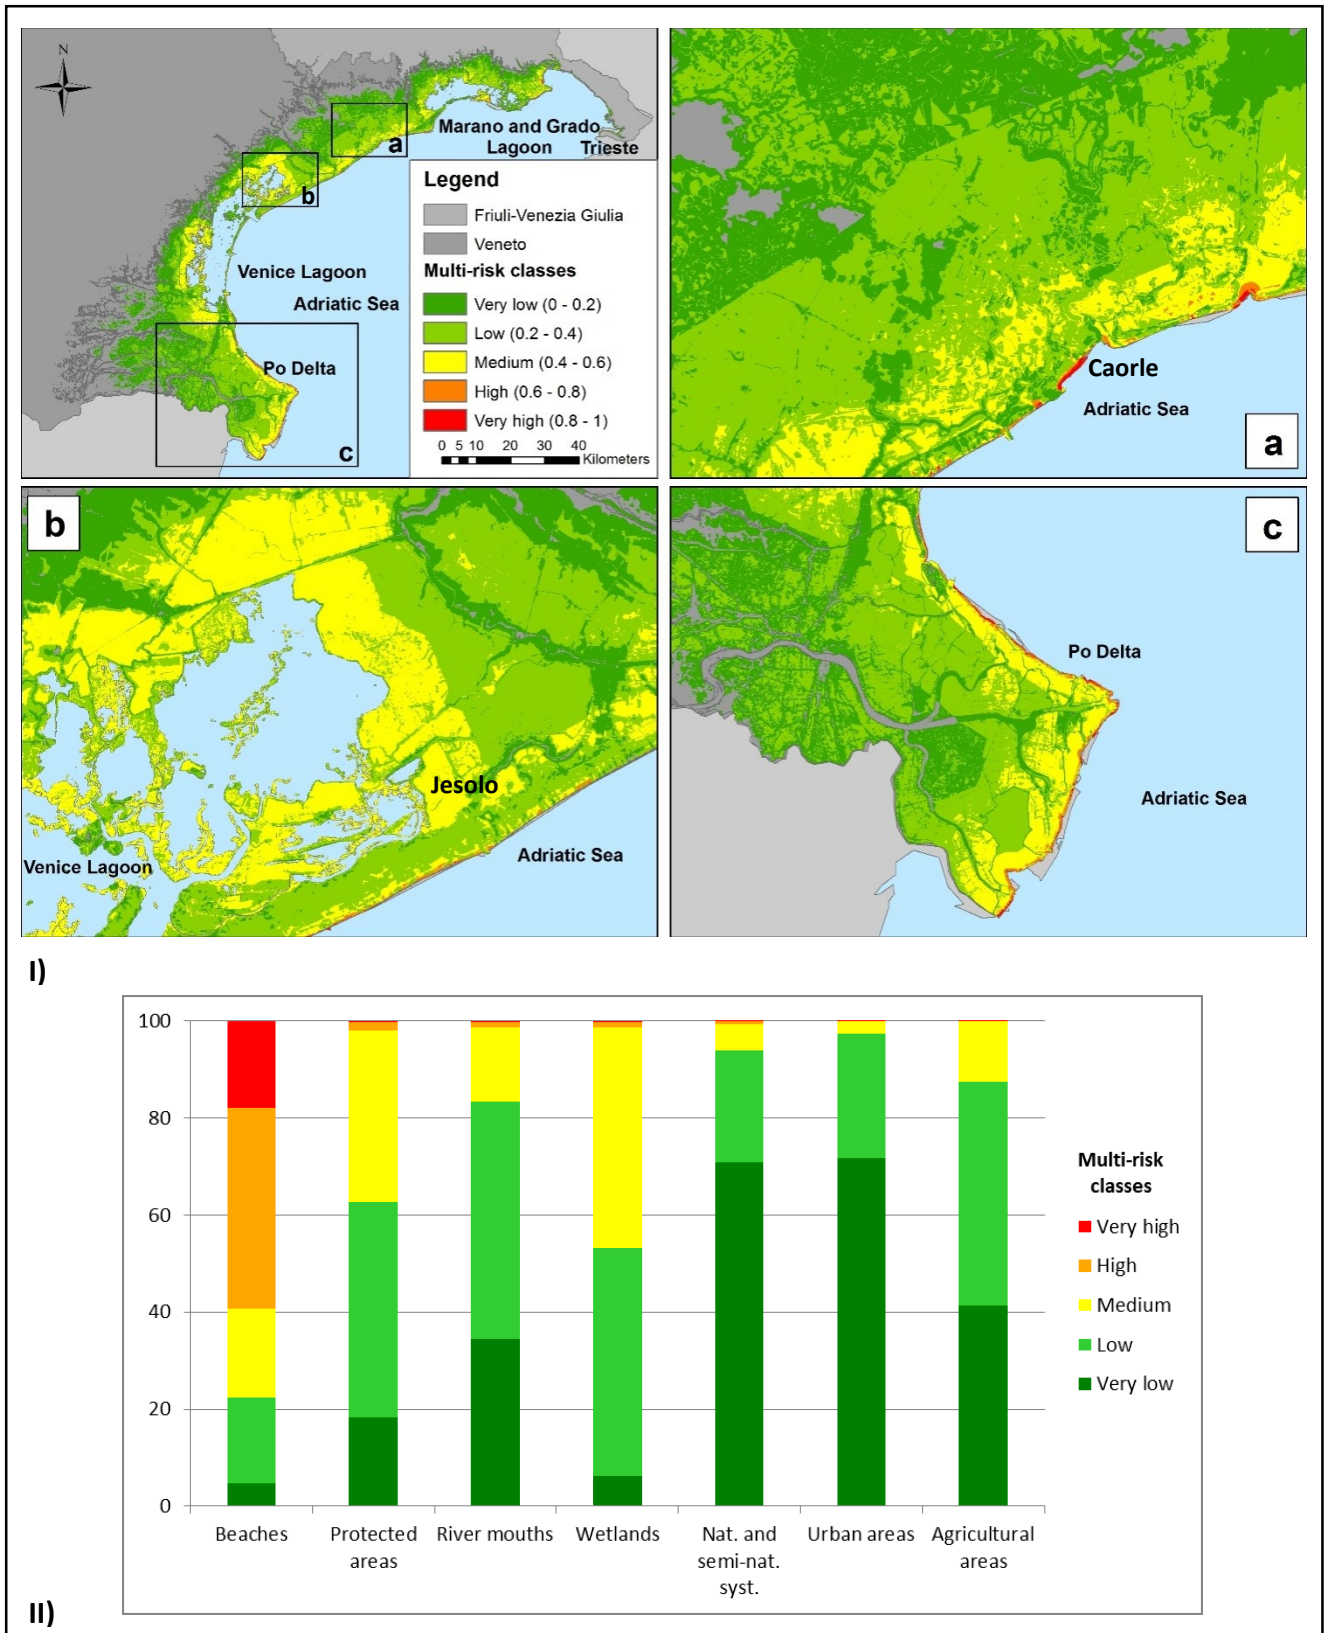 N
Marano and Grado
Lagoon
Trieste
a
b
Venice Lagoon
Adriatic Sea
Po Delta
c
Legend
Friuli-Venezia Giulia
Veneto
Multi-risk classes
Very low (0 - 0.2)
Low (0.2 - 0.4)
Medium (0.4 - 0.6)
High (0.6 - 0.8)
Very high (0.8 - 1)
0 5 10 20 30 40
Kilometers
Caorle
Adriatic Sea
a
b
Jesolo
Venice Lagoon
Adriatic Sea
c
Po Delta
Adriatic Sea
I)
100
80
60
40
20
0
Beaches
Protected
areas
River mouths
Wetlands
Nat. and
semi-nat.
syst.
Urban areas
Agricultural
areas
Multi-risk
classes
Very high
High
Medium
Low
Very low
II)